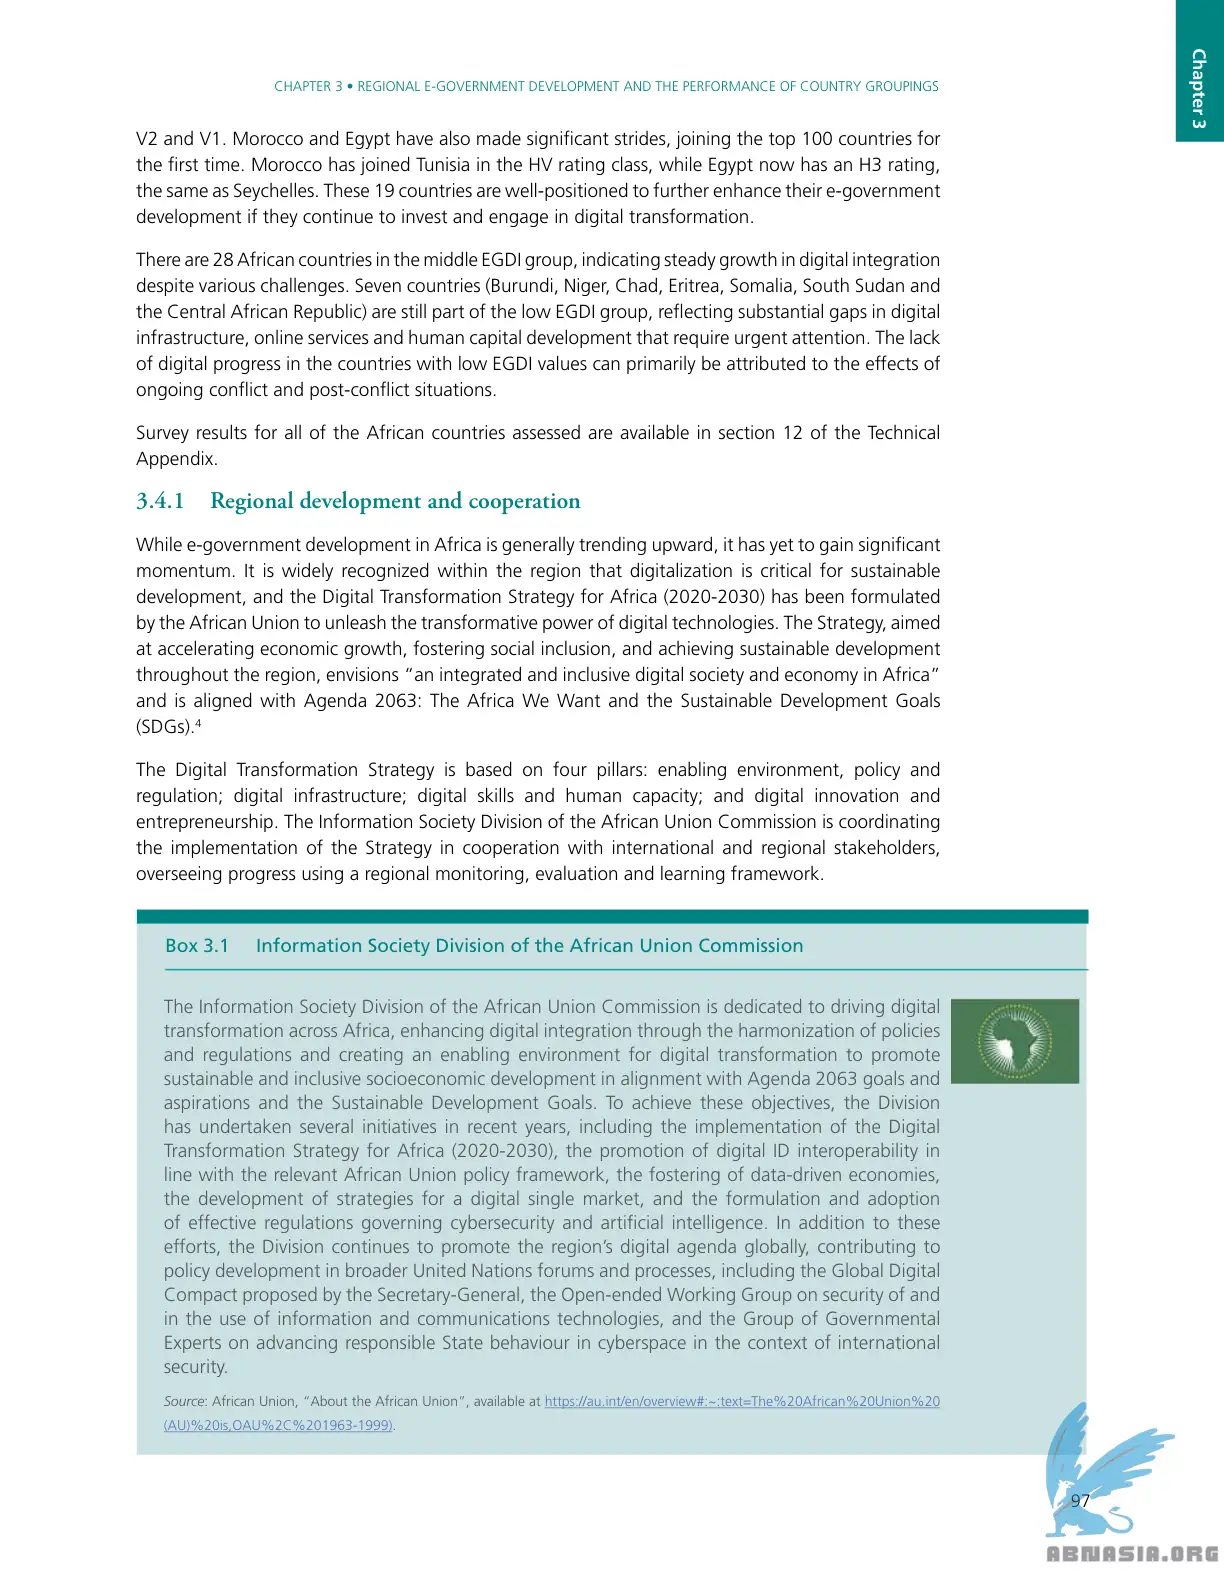 Chapter 3
CHAPTER 3 • REGIONAL E-GOVERNMENT DEVELOPMENT AND THE PERFORMANCE OF COUNTRY GROUPINGS
V2 and V1. Morocco and Egypt have also made significant strides, joining the top 100 countries for
the first time. Morocco has joined Tunisia in the HV rating class, while Egypt now has an H3 rating,
the same as Seychelles. These 19 countries are well-positioned to further enhance their e-government
development if they continue to invest and engage in digital transformation.
There are 28 African countries in the middle EGDI group, indicating steady growth in digital integration
despite various challenges. Seven countries (Burundi, Niger, Chad, Eritrea, Somalia, South Sudan and
the Central African Republic) are still part of the low EGDI group, reflecting substantial gaps in digital
infrastructure, online services and human capital development that require urgent attention. The lack
of digital progress in the countries with low EGDI values can primarily be attributed to the effects of
ongoing conflict and post-conflict situations.
Survey results for all of the African countries assessed are available in section 12 of the Technical
Appendix.
3.4.1 Regional development and cooperation
While e-government development in Africa is generally trending upward, it has yet to gain significant
momentum. It is widely recognized within the region that digitalization is critical for sustainable
development, and the Digital Transformation Strategy for Africa (2020-2030) has been formulated
by the African Union to unleash the transformative power of digital technologies. The Strategy, aimed
at accelerating economic growth, fostering social inclusion, and achieving sustainable development
throughout the region, envisions “an integrated and inclusive digital society and economy in Africa”
and is aligned with Agenda 2063: The Africa We Want and the Sustainable Development Goals
(SDGs).⁴
The Digital Transformation Strategy is based on four pillars: enabling environment, policy and
regulation; digital infrastructure; digital skills and human capacity; and digital innovation and
entrepreneurship. The Information Society Division of the African Union Commission is coordinating
the implementation of the Strategy in cooperation with international and regional stakeholders,
overseeing progress using a regional monitoring, evaluation and learning framework.
Box 3.1 Information Society Division of the African Union Commission
The Information Society Division of the African Union Commission is dedicated to driving digital
transformation across Africa, enhancing digital integration through the harmonization of policies
and regulations and creating an enabling environment for digital transformation to promote
sustainable and inclusive socioeconomic development in alignment with Agenda 2063 goals and
aspirations and the Sustainable Development Goals. To achieve these objectives, the Division
has undertaken several initiatives in recent years, including the implementation of the Digital
Transformation Strategy for Africa (2020-2030), the promotion of digital ID interoperability in
line with the relevant African Union policy framework, the fostering of data-driven economies,
the development of strategies for a digital single market, and the formulation and adoption
of effective regulations governing cybersecurity and artificial intelligence. In addition to these
efforts, the Division continues to promote the region’s digital agenda globally, contributing to
policy development in broader United Nations forums and processes, including the Global Digital
Compact proposed by the Secretary-General, the Open-ended Working Group on security of and
in the use of information and communications technologies, and the Group of Governmental
Experts on advancing responsible State behaviour in cyberspace in the context of international
security.
Source: African Union, “About the African Union”, available at https://au.int/en/overview#:~:text=The%20African%20Union%20
(AU)%20is,OAU%2C%201963-1999).
97
ABNASIA.ORG